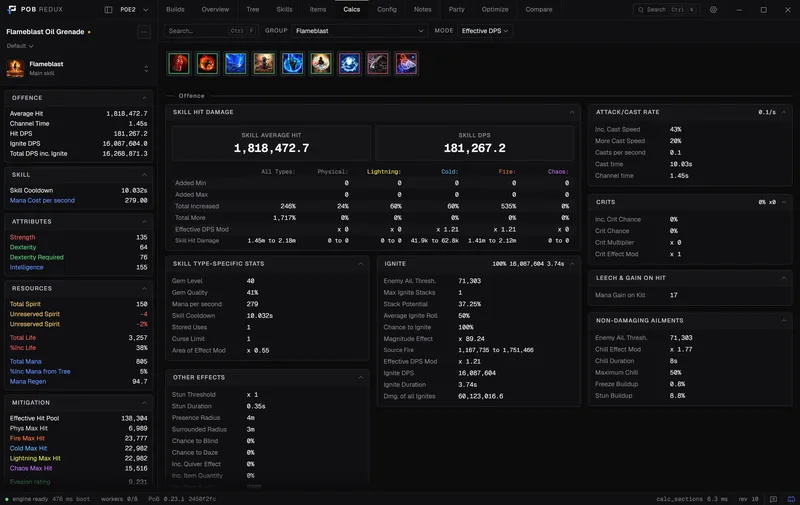 POB REDUX
POE2
Builds Overview Tree Skills Items Calcs Config Notes Party Optimize Compare
Search Ctrl K
Flameblast Oil Grenade
Default
Flameblast
Main skill
OFFENCE
Average Hit 1,818,472.7
Channel Time 1.45s
Hit DPS 181,267.2
Ignite DPS 16,087,604.0
Total DPS inc. Ignite 16,268,871.3
SKILL
Skill Cooldown 10.032s
Mana Cost per second 279.00
ATTRIBUTES
Strength 135
Dexterity 64
Dexterity Required 76
Intelligence 155
RESOURCES
Total Spirit 150
Unreserved Spirit -4
Unreserved Spirit -2%
Total Life 3,257
%Inc Life 38%
Total Mana 805
%Inc Mana from Tree 5%
Mana Regen 94.7
MITIGATION
Effective Hit Pool 138,304
Phys Max Hit 6,989
Fire Max Hit 23,777
Cold Max Hit 22,982
Lightning Max Hit 22,982
Chaos Max Hit 15,516
Evasion rating 9,231
Search... Ctrl F
GROUP Flameblast
MODE Effective DPS
Offence
SKILL HIT DAMAGE
SKILL AVERAGE HIT
1,818,472.7
SKILL DPS
181,267.2
All Types: Physical: Lightning: Cold: Fire: Chaos:
Added Min 0 0 0 0 0
Added Max 0 0 0 0 0
Total Increased 246% 24% 60% 60% 535% 0%
Total More 1,717% 0% 0% 0% 0% 0%
Effective DPS Mod x 0 x 0 x 1.21 x 1.21 x 0
Skill Hit Damage 1.45m to 2.18m 0 to 0 0 to 0 41.9k to 62.8k 1.41m to 2.12m 0 to 0
SKILL TYPE-SPECIFIC STATS
Gem Level 40
Gem Quality 41%
Mana per second 279
Skill Cooldown 10.032s
Stored Uses 1
Curse Limit 1
Area of Effect Mod x 0.55
OTHER EFFECTS
Stun Threshold x 1
Stun Duration 0.35s
Presence Radius 4m
Surrounded Radius 3m
Chance to Blind 0%
Chance to Daze 0%
Inc. Quiver Effect 0%
Inc. Item Quantity 0%
IGNITE 100% 16,087,604 3.74s
Enemy Ail. Thresh. 71,303
Max Ignite Stacks 1
Stack Potential 37.25%
Average Ignite Roll 50%
Chance to Ignite 100%
Magnitude Effect x 89.24
Source Fire 1,167,735 to 1,751,466
Effective DPS Mod x 1.21
Ignite DPS 16,087,604
Ignite Duration 3.74s
Dmg. of all Ignites 60,123,016.6
ATTACK/CAST RATE 0.1/s
Inc. Cast Speed 43%
More Cast Speed 20%
Casts per second 0.1
Cast time 10.03s
Channel time 1.45s
CRITS 0% x0
Inc. Crit Chance 0%
Crit Chance 0%
Crit Multiplier x 0
Crit Effect Mod x 1
LEECH & GAIN ON HIT
Mana Gain on Kill 17
NON-DAMAGING AILMENTS
Enemy Ail. Thresh. 71,303
Chill Effect Mod x 1.77
Chill Duration 8s
Maximum Chill 50%
Freeze Buildup 0.8%
Stun Buildup 8.8%
engine ready 476 ms boot workers 0/8 PoB 0.23.1 2450f2fc
calc_sections 6.3 ms rev 18